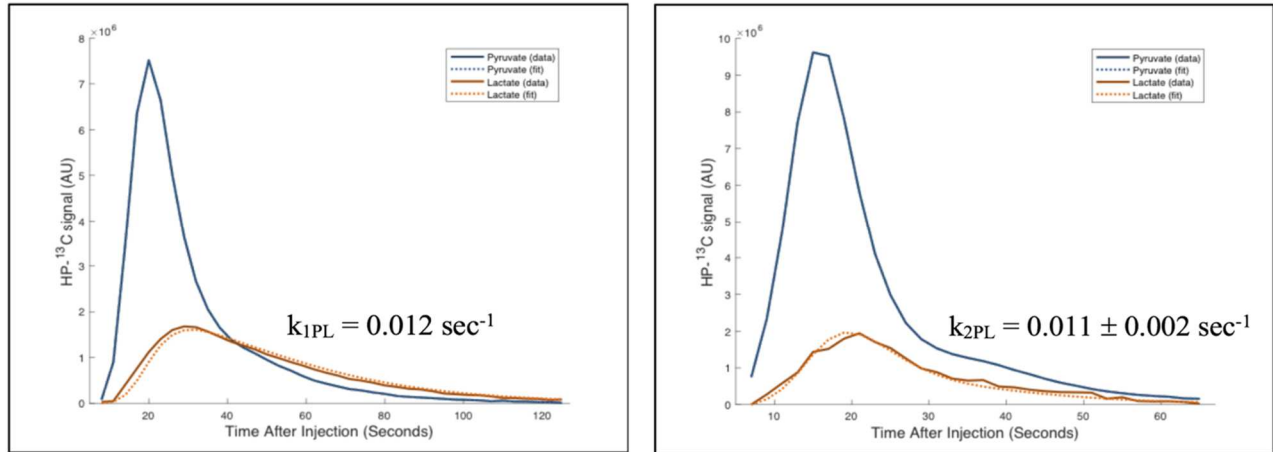 ×10⁶
8
7
6
5
4
3
2
1
0
HP-¹³C signal (AU)
Pyruvate (data)
Pyruvate (fit)
Lactate (data)
Lactate (fit)
k₁PL = 0.012 sec⁻¹
20
40
60
80
100
120
Time After Injection (Seconds)
×10⁶
10
9
8
7
6
5
4
3
2
1
0
HP-¹³C signal (AU)
Pyruvate (data)
Pyruvate (fit)
Lactate (data)
Lactate (fit)
k₂PL = 0.011 ± 0.002 sec⁻¹
10
20
30
40
50
60
Time After Injection (Seconds)